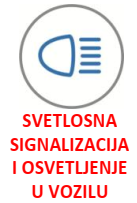 SVETLOSNA
SIGNALIZACIJA
I OSVETLJENJE
U VOZILU